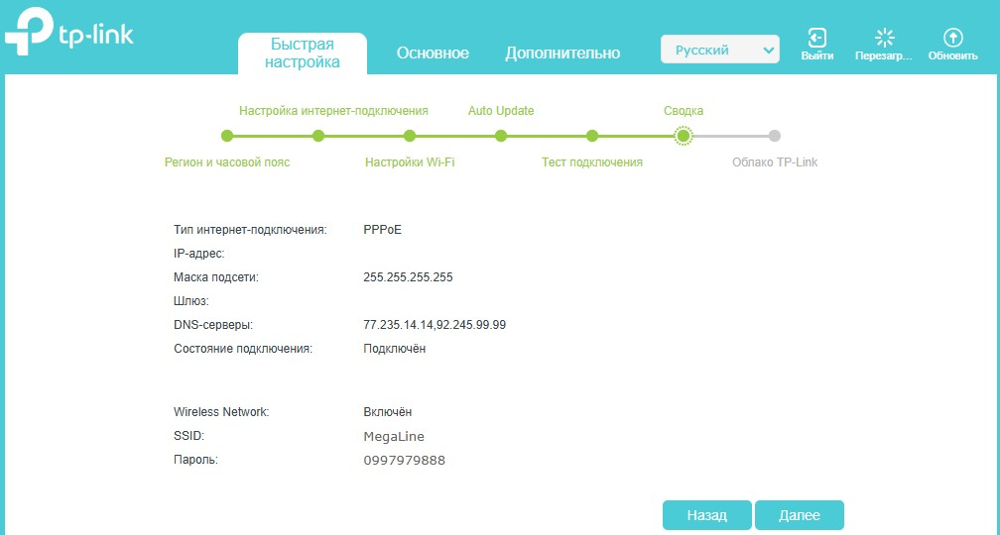 tp-link
Быстрая настройка
Основное
Дополнительно
Русский
Выйти
Перезагр...
Обновить
Настройка интернет-подключения
Auto Update
Сводка
Регион и часовой пояс
Настройки Wi-Fi
Тест подключения
Облако TP-Link
Тип интернет-подключения: PPPoE
IP-адрес:
Маска подсети: 255.255.255.255
Шлюз:
DNS-серверы: 77.235.14.14,92.245.99.99
Состояние подключения: Подключён
Wireless Network: Включён
SSID: MegaLine
Пароль: 0997979888
Назад
Далее